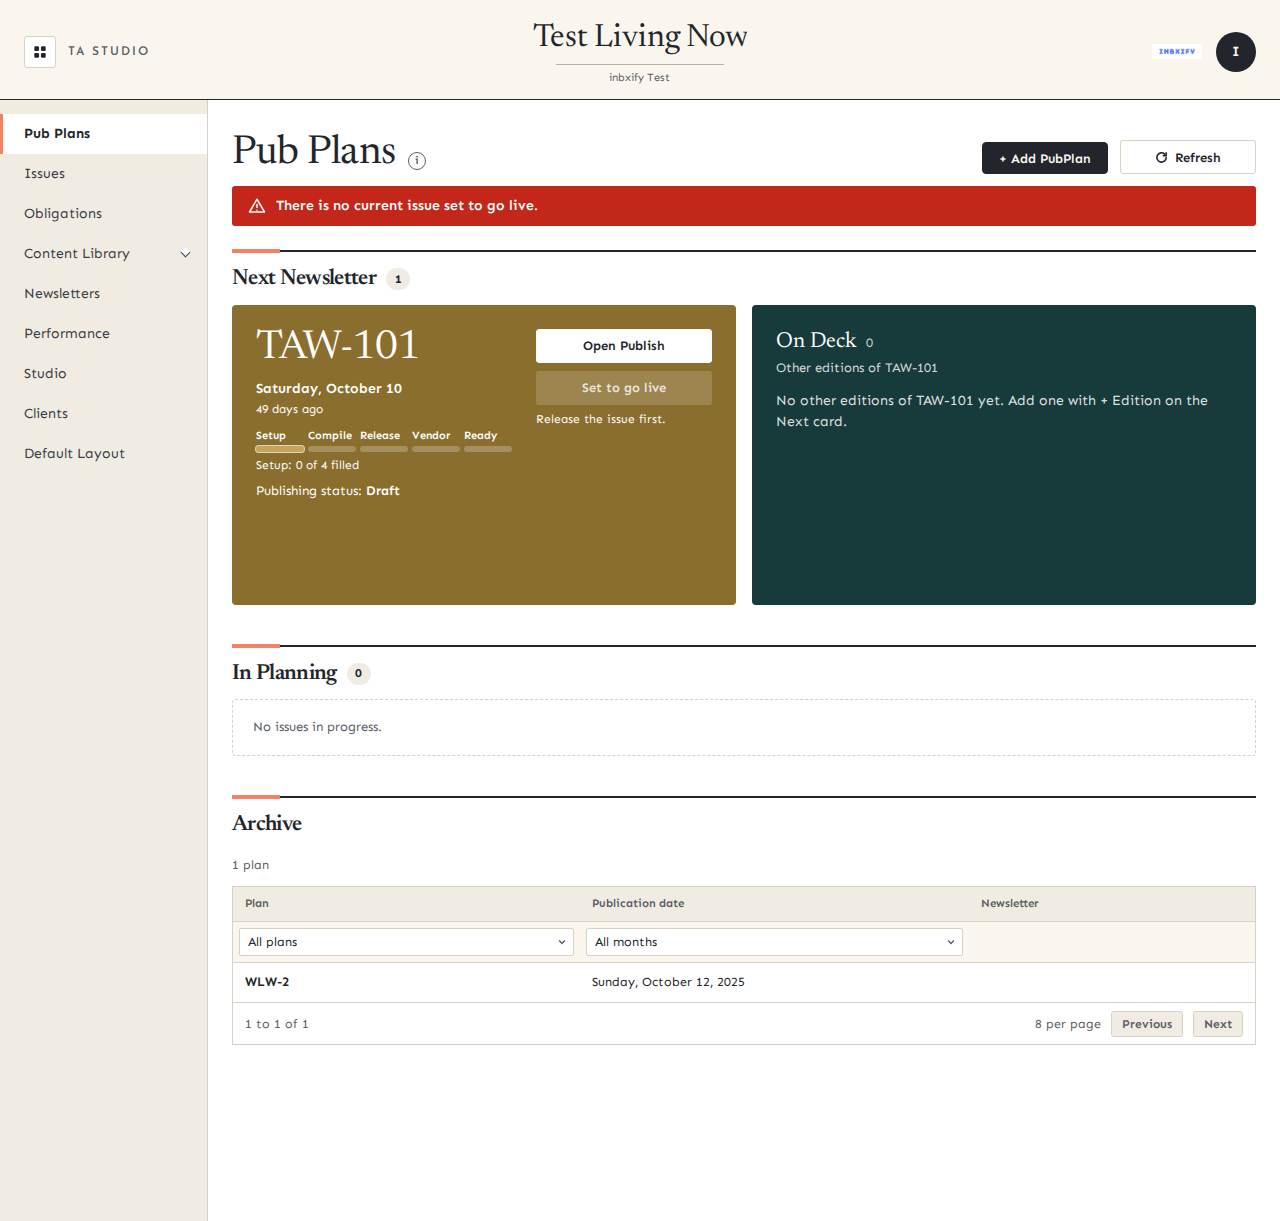 TA STUDIO
Test Living Now
inbxify Test
INBXIFY
I
Pub Plans
Issues
Obligations
Content Library
Newsletters
Performance
Studio
Clients
Default Layout
Pub Plans
i
+ Add PubPlan
Refresh
There is no current issue set to go live.
Next Newsletter 1
TAW-101
Saturday, October 10
49 days ago
Setup Compile Release Vendor Ready
Setup: 0 of 4 filled
Publishing status: Draft
Open Publish
Set to go live
Release the issue first.
On Deck 0
Other editions of TAW-101
No other editions of TAW-101 yet. Add one with + Edition on the
Next card.
In Planning 0
No issues in progress.
Archive
1 plan
Plan Publication date Newsletter
All plans All months
WLW-2 Sunday, October 12, 2025
1 to 1 of 1 8 per page Previous Next